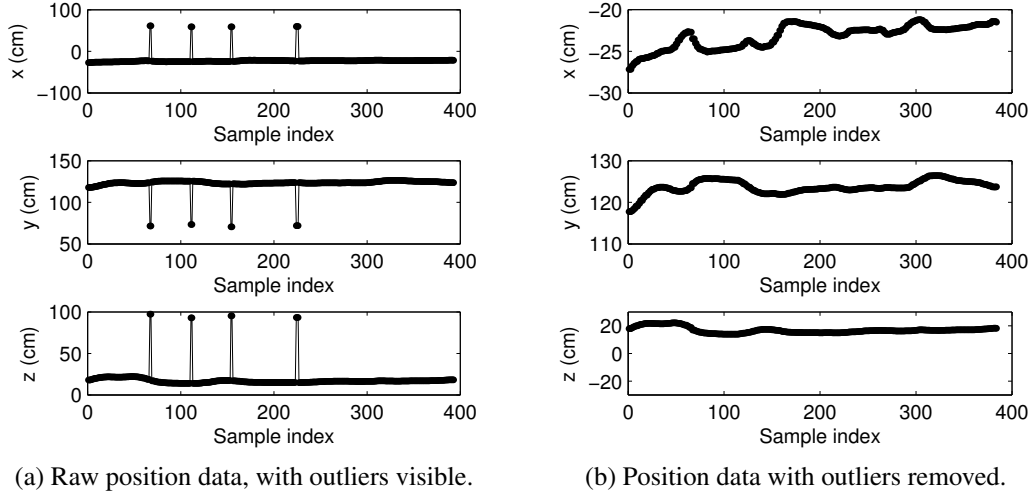 100
0
−100
x (cm)
0 100 200 300 400
Sample index
150
100
50
y (cm)
0 100 200 300 400
Sample index
100
50
0
z (cm)
0 100 200 300 400
Sample index
(a) Raw position data, with outliers visible.
−20
−25
−30
x (cm)
0 100 200 300 400
Sample index
130
120
110
y (cm)
0 100 200 300 400
Sample index
20
0
−20
z (cm)
0 100 200 300 400
Sample index
(b) Position data with outliers removed.